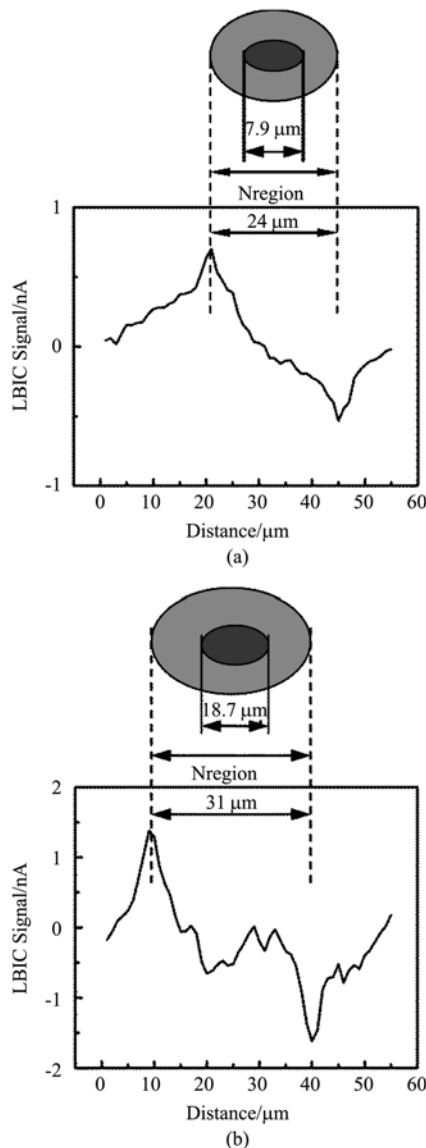 7.9 μm
Nregion
24 μm
1
0
-1
LBIC Signal/nA
0 10 20 30 40 50 60
Distance/μm
(a)
18.7 μm
Nregion
31 μm
2
1
0
-1
-2
LBIC Signal/nA
0 10 20 30 40 50 60
Distance/μm
(b)